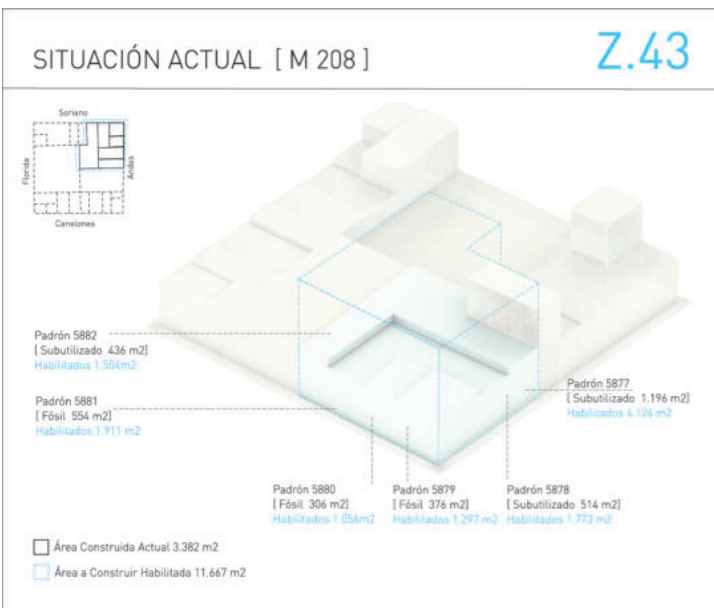 SITUACIÓN ACTUAL [ M 208 ]
Z.43
Soriano
Florida
Andes
Canelones
Padrón 5882
[ Subutilizado 436 m2]
Habilitados 1.504m2
Padrón 5881
[ Fósil 554 m2]
Habilitados 1.911 m2
Padrón 5877
[ Subutilizado 1.196 m2]
Habilitados 4.126 m2
Padrón 5880
[ Fósil 306 m2]
Habilitados 1.056m2
Padrón 5879
[ Fósil 376 m2]
Habilitados 1.297 m2
Padrón 5878
[ Subutilizado 514 m2]
Habilitados 1.773 m2
Área Construida Actual 3.382 m2
Área a Construir Habilitada 11.667 m2